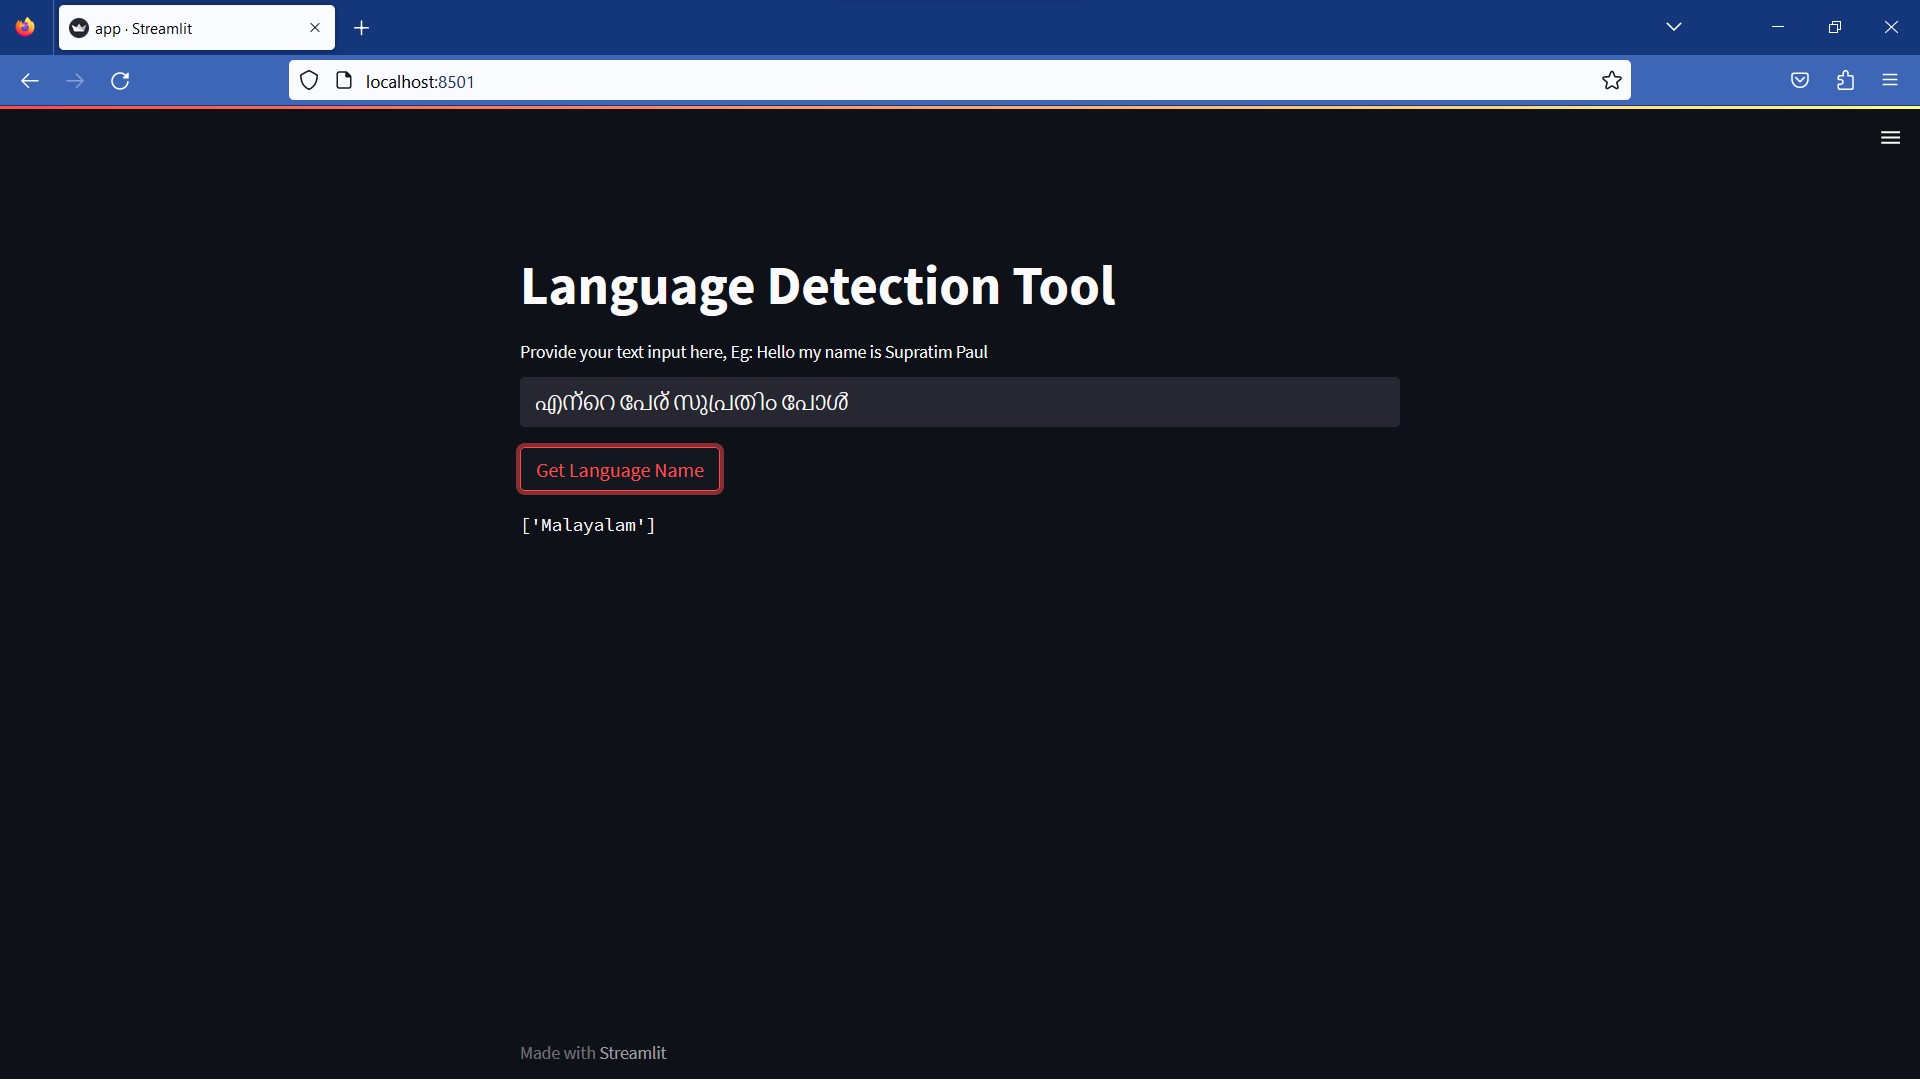 app · Streamlit
localhost:8501
Language Detection Tool
Provide your text input here, Eg: Hello my name is Supratim Paul
എന്റെ പേര് സുപ്രതിം പോൾ
Get Language Name
['Malayalam']
Made with Streamlit